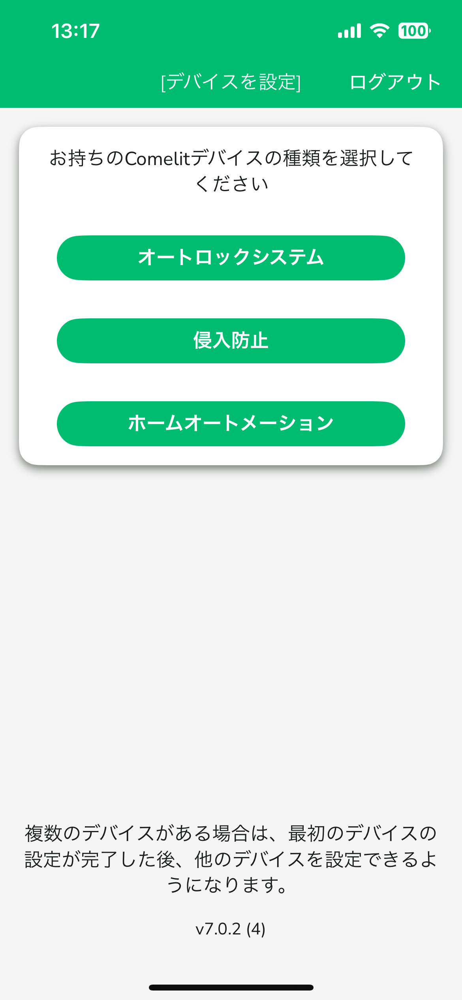 13:17
100
[デバイスを設定]
ログアウト
お持ちのComelitデバイスの種類を選択して
ください
オートロックシステム
侵入防止
ホームオートメーション
複数のデバイスがある場合は、最初のデバイスの
設定が完了した後、他のデバイスを設定できるよ
うになります。
v7.0.2 (4)